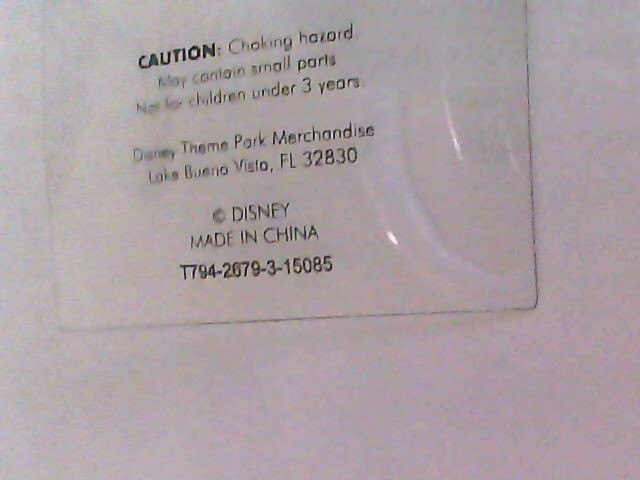 CAUTION: Choking hazard.
May contain small parts
Not for children under 3 years.
Disney Theme Park Merchandise
Lake Buena Vista, FL 32830
© DISNEY
MADE IN CHINA
T794-2679-3-15085